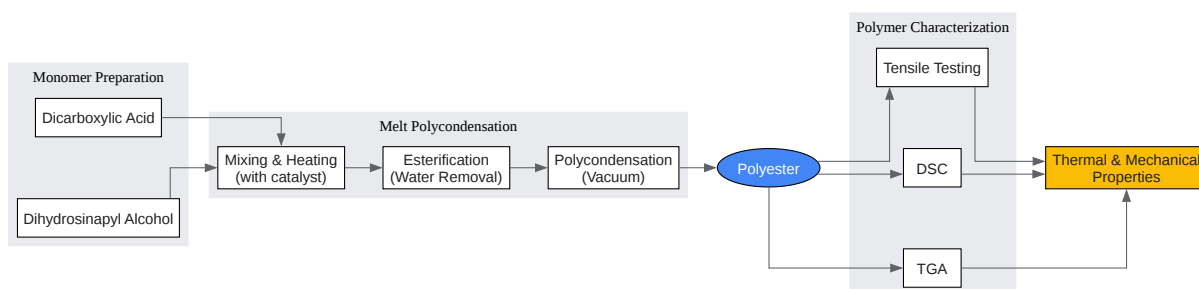 Monomer Preparation
Dicarboxylic Acid
Dihydrosinapyl Alcohol
Melt Polycondensation
Mixing & Heating
(with catalyst)
Esterification
(Water Removal)
Polycondensation
(Vacuum)
Polyester
Polymer Characterization
Tensile Testing
DSC
TGA
Thermal & Mechanical
Properties